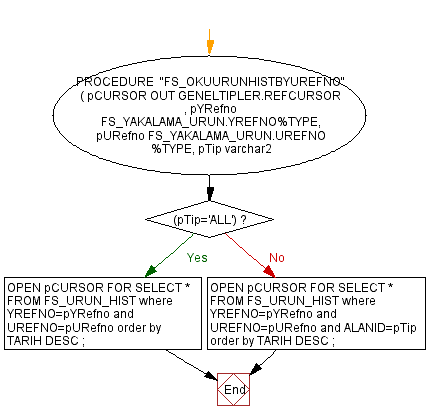 PROCEDURE "FS_OKUURUNHISTBYUREFNO"
( pCURSOR OUT GENELTIPLER.REFCURSOR
, pYRefno
FS_YAKALAMA_URUN.YREFNO%TYPE,
pURefno FS_YAKALAMA_URUN.UREFNO
%TYPE, pTip varchar2
(pTip='ALL') ?
Yes
No
OPEN pCURSOR FOR SELECT *
FROM FS_URUN_HIST where
YREFNO=pYRefno and
UREFNO=pURefno order by
TARIH DESC ;
OPEN pCURSOR FOR SELECT *
FROM FS_URUN_HIST where
YREFNO=pYRefno and
UREFNO=pURefno and ALANID=pTip
order by TARIH DESC ;
End